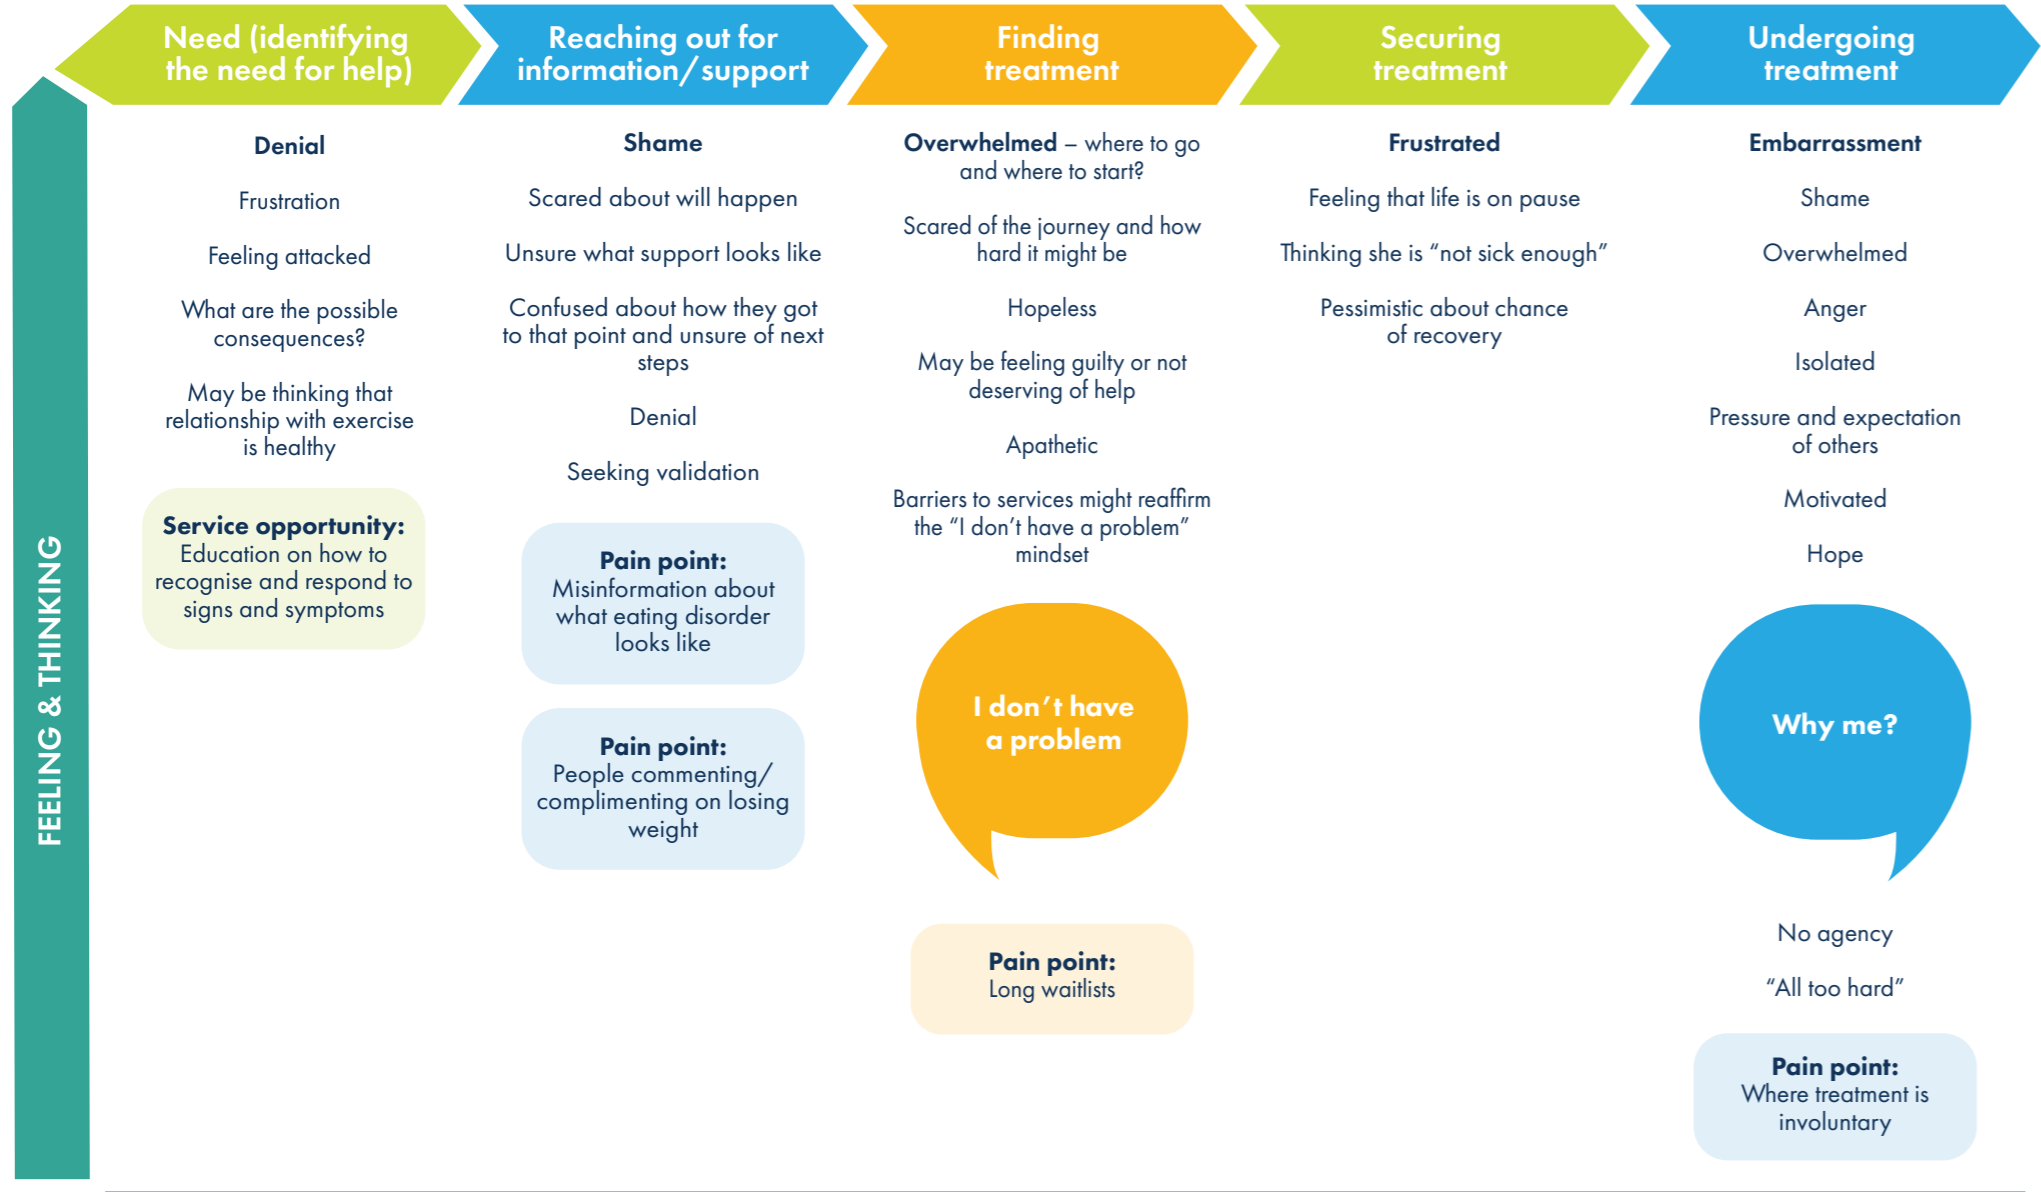 Need (identifying
the need for help)
Reaching out for
information/support
Finding
treatment
Securing
treatment
Undergoing
treatment
FEELING & THINKING
Denial
Frustration
Feeling attacked
What are the possible
consequences?
May be thinking that
relationship with exercise
is healthy
Service opportunity:
Education on how to
recognise and respond to
signs and symptoms
Shame
Scared about will happen
Unsure what support looks like
Confused about how they got
to that point and unsure of next
steps
Denial
Seeking validation
Pain point:
Misinformation about
what eating disorder
looks like
Pain point:
People commenting/
complimenting on losing
weight
Overwhelmed – where to go
and where to start?
Scared of the journey and how
hard it might be
Hopeless
May be feeling guilty or not
deserving of help
Apathetic
Barriers to services might reaffirm
the “I don’t have a problem”
mindset
I don’t have
a problem
Pain point:
Long waitlists
Frustrated
Feeling that life is on pause
Thinking she is “not sick enough”
Pessimistic about chance
of recovery
Embarrassment
Shame
Overwhelmed
Anger
Isolated
Pressure and expectation
of others
Motivated
Hope
Why me?
No agency
“All too hard”
Pain point:
Where treatment is
involuntary